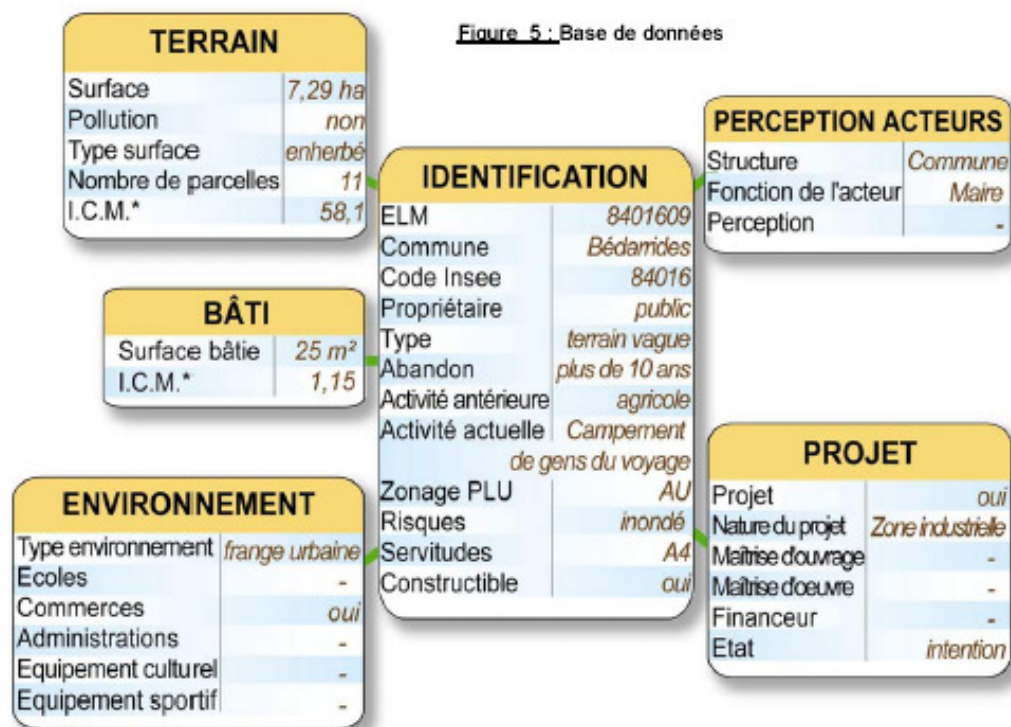 Figure 5 : Base de données
TERRAIN
Surface 7,29 ha
Pollution non
Type surface enherbé
Nombre de parcelles 11
I.C.M.* 58,1
BÂTI
Surface bâtie 25 m²
I.C.M.* 1,15
ENVIRONNEMENT
Type environnement frange urbaine
Ecoles -
Commerces oui
Administrations -
Equipement culturel -
Equipement sportif -
IDENTIFICATION
ELM 8401609
Commune Bédarrides
Code Insee 84016
Propriétaire public
Type terrain vague
Abandon plus de 10 ans
Activité antérieure agricole
Activité actuelle Campement
de gens du voyage
Zonage PLU AU
Risques inondé
Servitudes A4
Constructible oui
PERCEPTION ACTEURS
Structure Commune
Fonction de l'acteur Maire
Perception -
PROJET
Projet oui
Nature du projet Zone industrielle
Maîtrise d'ouvrage -
Maîtrise d'oeuvre -
Financeur -
Etat intention